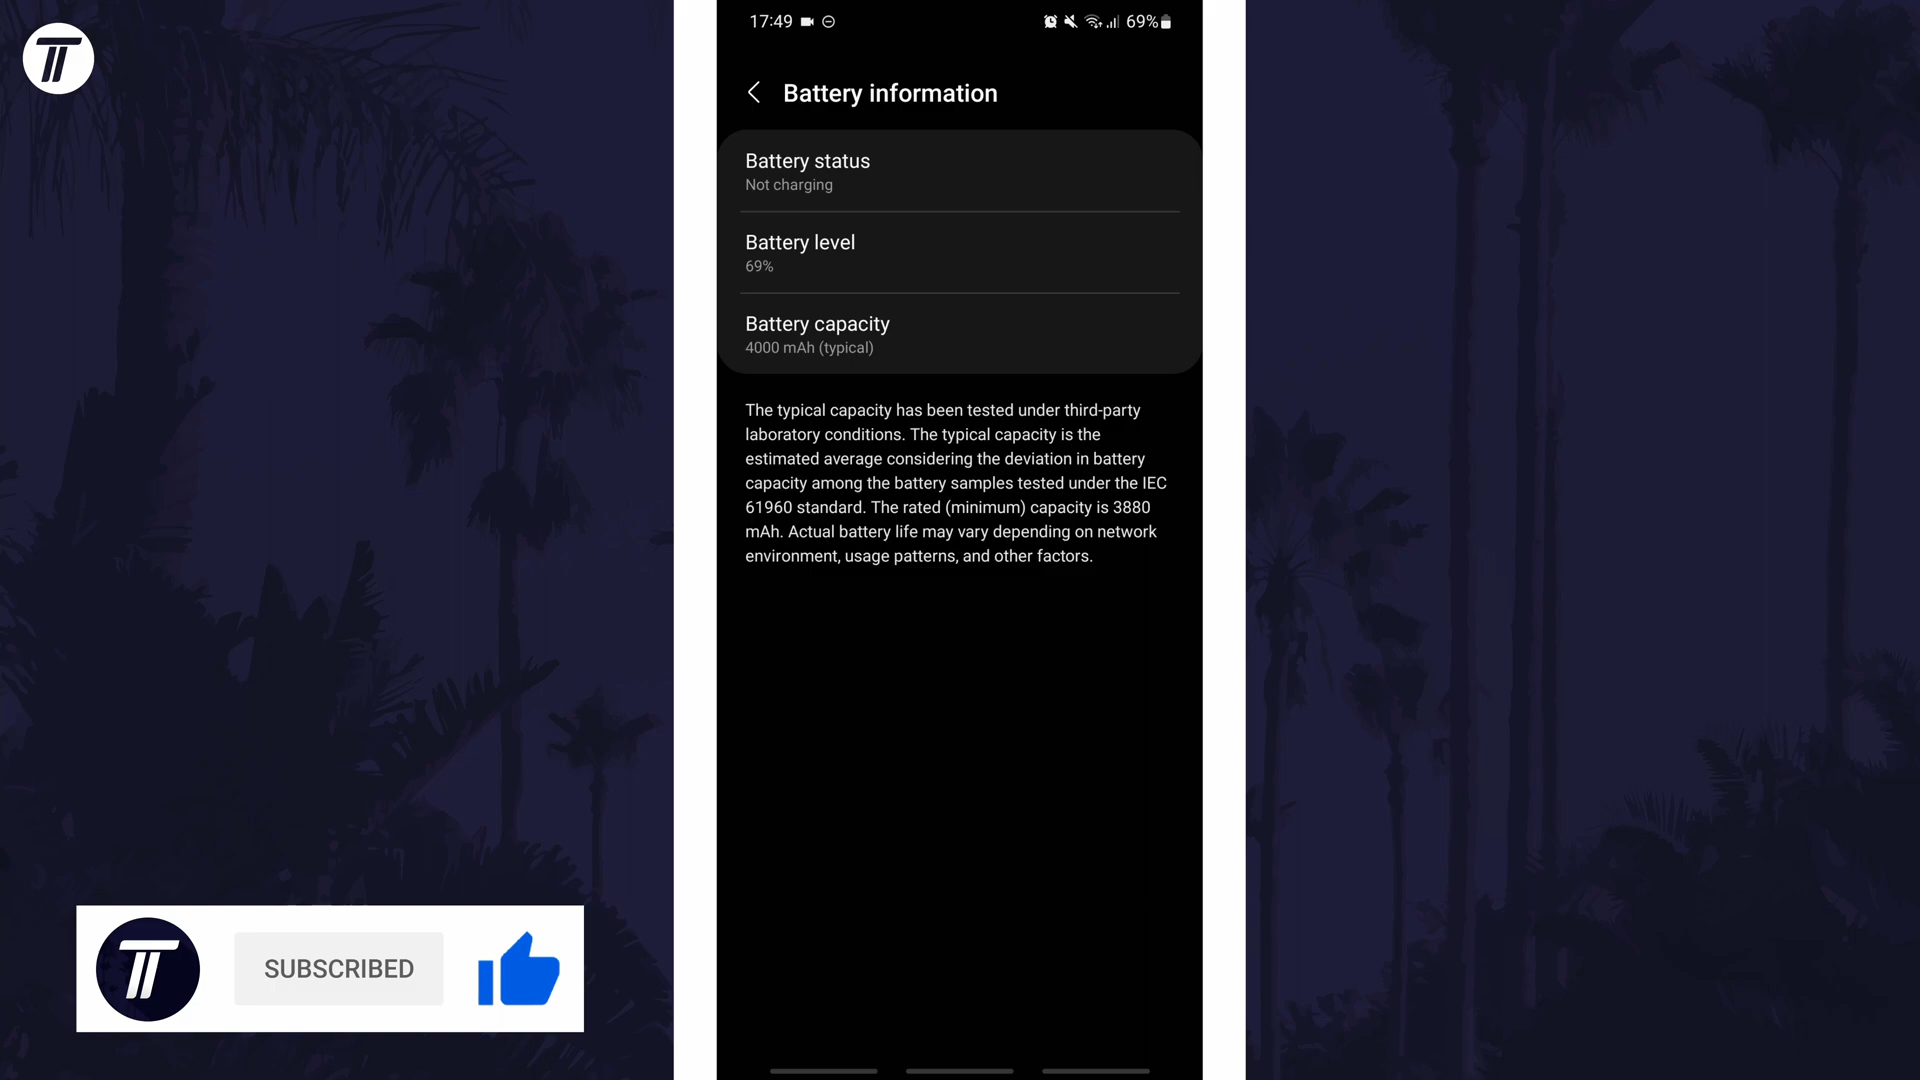 17:49 69%
Battery information
Battery status
Not charging
Battery level
69%
Battery capacity
4000 mAh (typical)
The typical capacity has been tested under third-party
laboratory conditions. The typical capacity is the
estimated average considering the deviation in battery
capacity among the battery samples tested under the IEC
61960 standard. The rated (minimum) capacity is 3880
mAh. Actual battery life may vary depending on network
environment, usage patterns, and other factors.
SUBSCRIBED